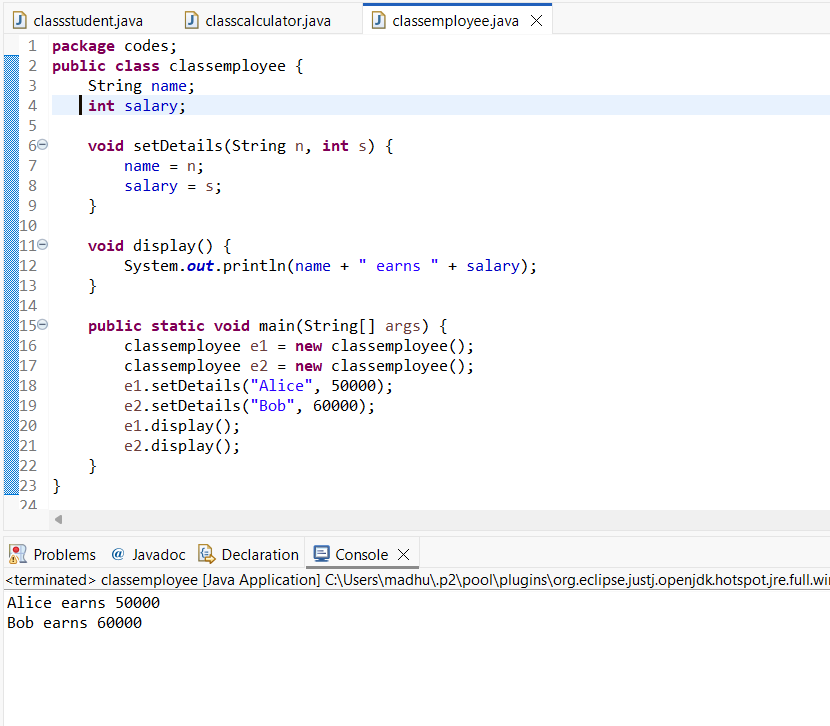 classstudent.java classcalculator.java classemployee.java
1 package codes;
2 public class classemployee {
3     String name;
4     int salary;
5
6     void setDetails(String n, int s) {
7         name = n;
8         salary = s;
9     }
10
11     void display() {
12         System.out.println(name + " earns " + salary);
13     }
14
15     public static void main(String[] args) {
16         classemployee e1 = new classemployee();
17         classemployee e2 = new classemployee();
18         e1.setDetails("Alice", 50000);
19         e2.setDetails("Bob", 60000);
20         e1.display();
21         e2.display();
22     }
23 }
24
Problems @ Javadoc Declaration Console
<terminated> classemployee [Java Application] C:\Users\madhu\.p2\pool\plugins\org.eclipse.justj.openjdk.hotspot.jre.full.wi
Alice earns 50000
Bob earns 60000